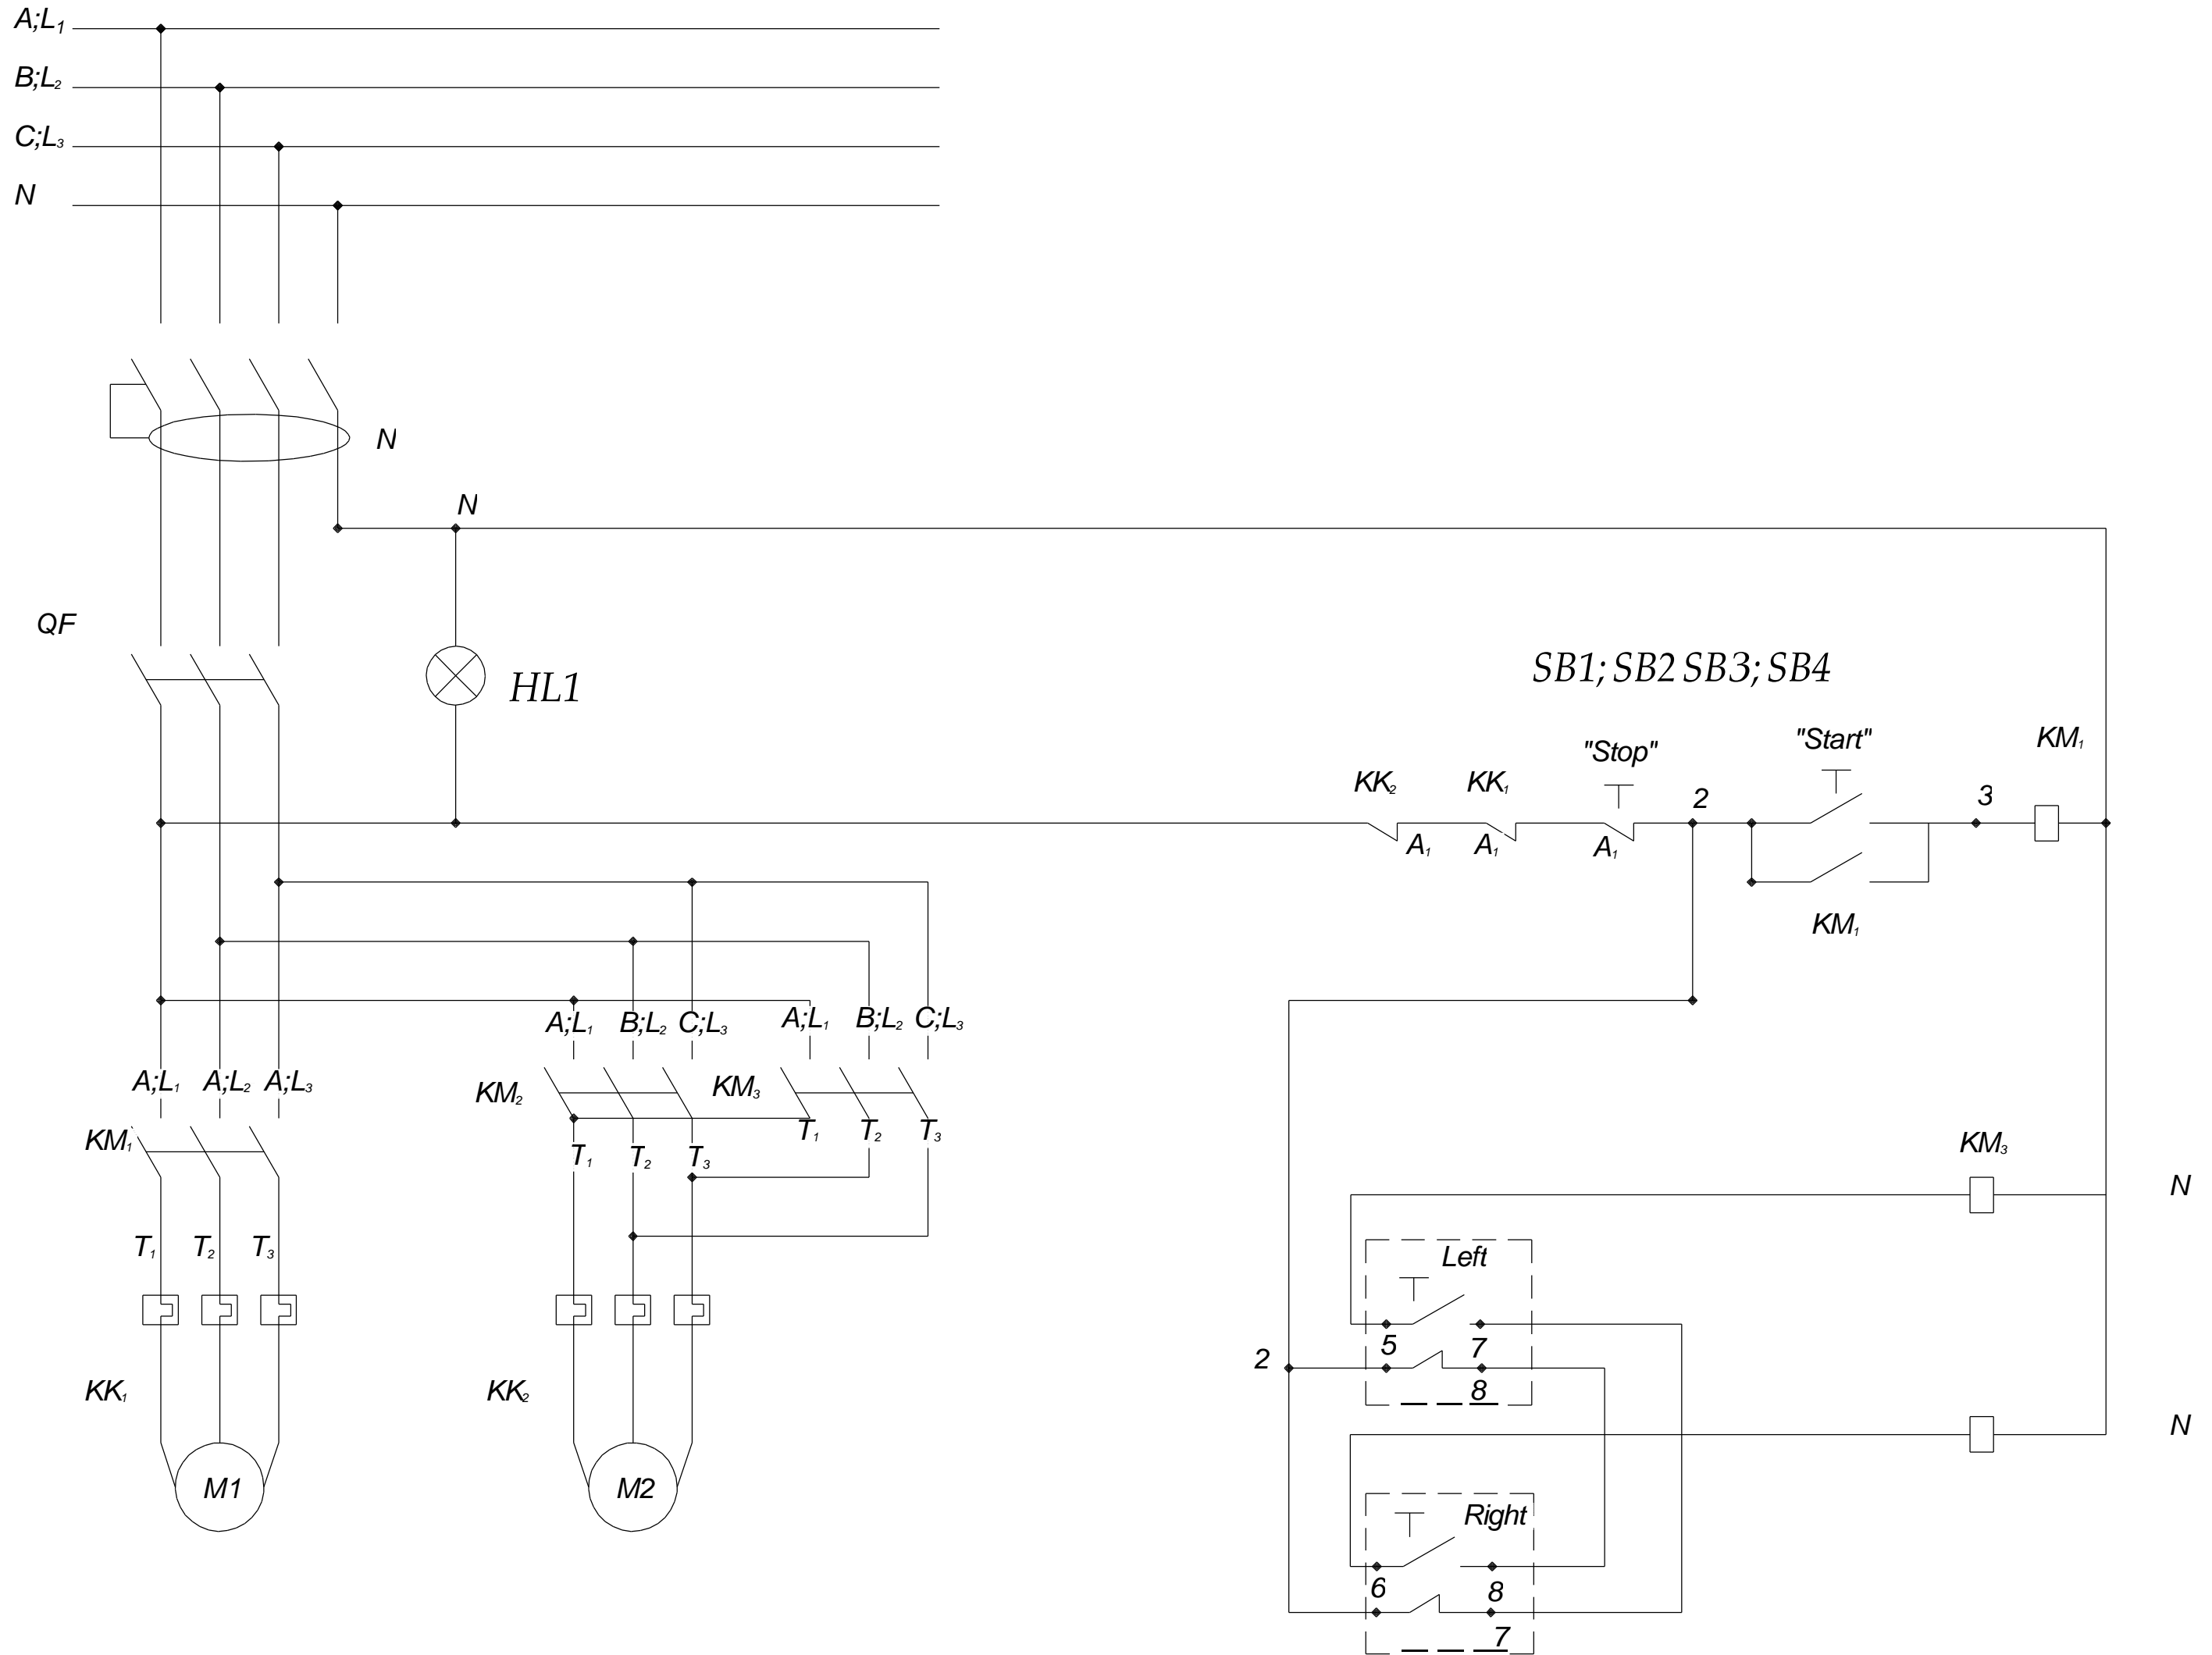 A;L1
B;L2
C;L3
N
N
N
QF
HL1
SB1; SB2 SB3; SB4
"Stop"
"Start"
KM1
KK2
KK1
2
3
A1
A1
A1
KM1
A;L1
B;L2
C;L3
A;L1
B;L2
C;L3
A;L1
A;L2
A;L3
KM2
KM3
KM1
T1
T2
T3
T1
T2
T3
KM3
N
T1
T2
T3
Left
5
7
2
8
KK1
KK2
N
M1
M2
Right
6
8
7